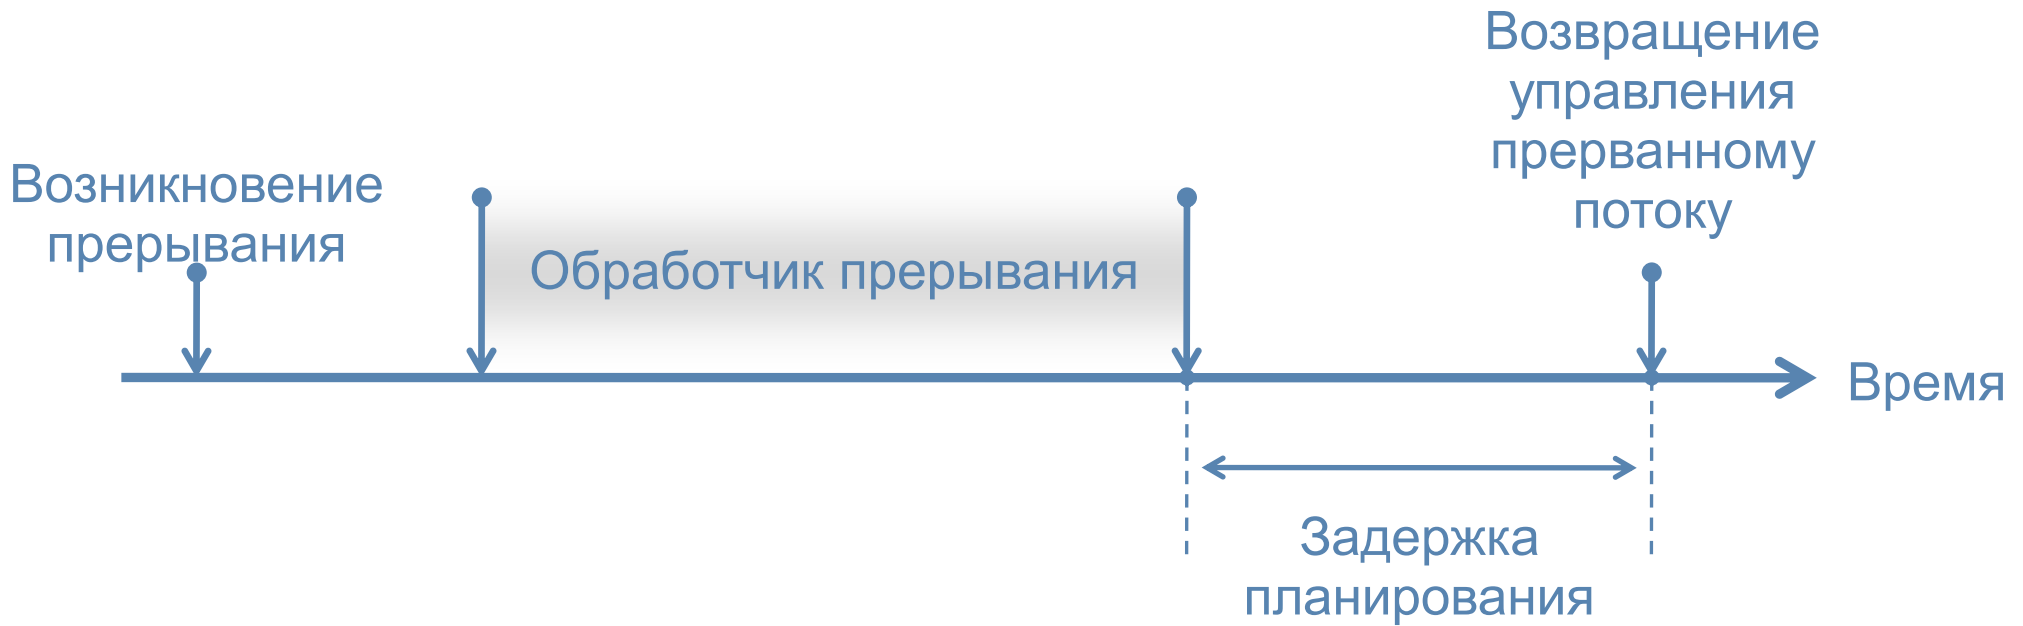 Возникновение
прерывания
Обработчик прерывания
Возвращение
управления
прерванному
потоку
Время
Задержка
планирования